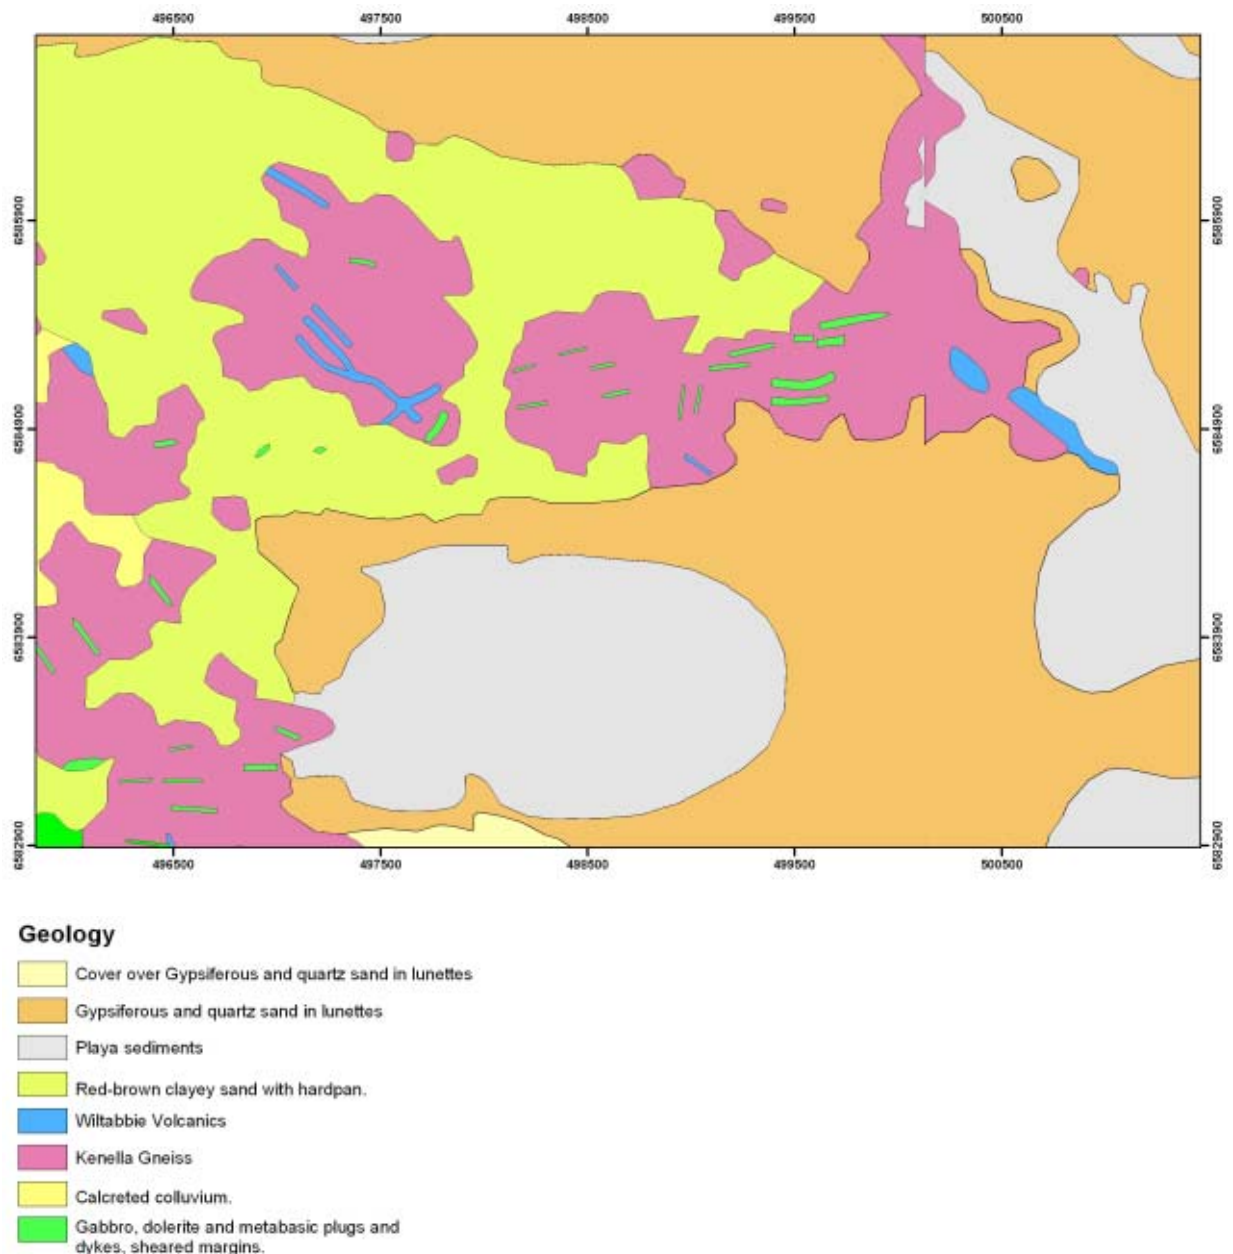 496500 497500 498500 499500 500500
6585900 6585900
6584900 6584900
6583900 6583900
6582900 6582900
496500 497500 498500 499500 500500
Geology
Cover over Gypsiferous and quartz sand in lunettes
Gypsiferous and quartz sand in lunettes
Playa sediments
Red-brown clayey sand with hardpan.
Wiltabbie Volcanics
Kenella Gneiss
Calcreted colluvium.
Gabbro, dolerite and metabasic plugs and
dykes, sheared margins.